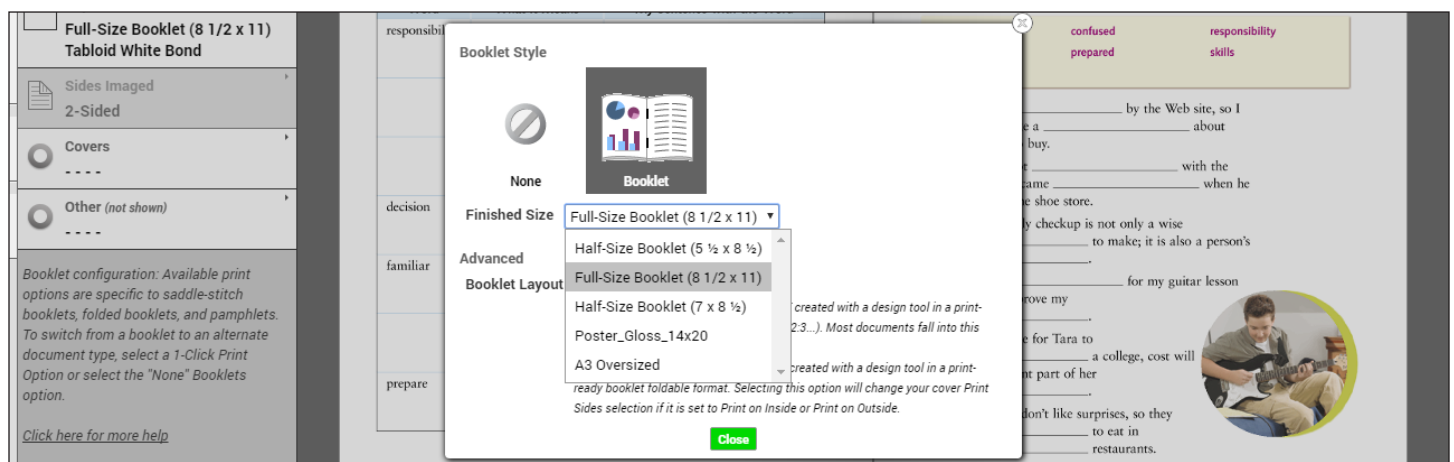 Full-Size Booklet (8 1/2 x 11)
Tabloid White Bond
Sides Imaged
2-Sided
Covers
- - - -
Other (not shown)
- - - -
Booklet configuration: Available print
options are specific to saddle-stitch
booklets, folded booklets, and pamphlets.
To switch from a booklet to an alternate
document type, select a 1-Click Print
Option or select the "None" Booklets
option.
Click here for more help
responsibil
decision
familiar
prepare
Booklet Style
None
Booklet
Finished Size
Full-Size Booklet (8 1/2 x 11)
Half-Size Booklet (5 ½ x 8 ½)
Full-Size Booklet (8 1/2 x 11)
Half-Size Booklet (7 x 8 ½)
Poster_Gloss_14x20
A3 Oversized
Advanced
Booklet Layout
created with a design tool in a print-
2:3...). Most documents fall into this
created with a design tool in a print-
ready booklet foldable format. Selecting this option will change your cover Print
Sides selection if it is set to Print on Inside or Print on Outside.
Close
confused responsibility
prepared skills
by the Web site, so I
a about
buy.
with the
came when he
shoe store.
checkup is not only a wise
to make; it is also a person's
for my guitar lesson
my
for Tara to
a college, cost will
part of her
don't like surprises, so they
to eat in
restaurants.